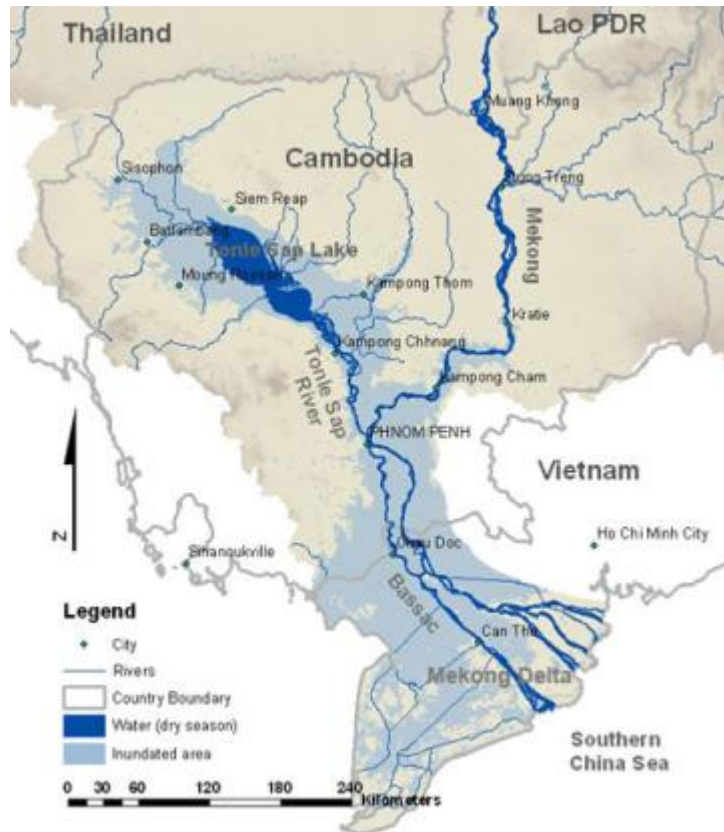 Thailand
Lao PDR
Muang Khong
Cambodia
Sisophon
Siem Reap
Stong Treng
Mekong
Battambang
Tonle Sap Lake
Moung Roussei
Kampong Thom
Kratie
Kampong Chhnang
Tonle Sap
River
Kampong Cham
PHNOM PENH
Vietnam
N
Ho Chi Minh City
Chau Doc
Sihanoukville
Bassac
Can Tho
Mekong Delta
Southern
China Sea
Legend
City
Rivers
Country Boundary
Water (dry season)
Inundated area
0 30 60 120 180 240
Kilometers